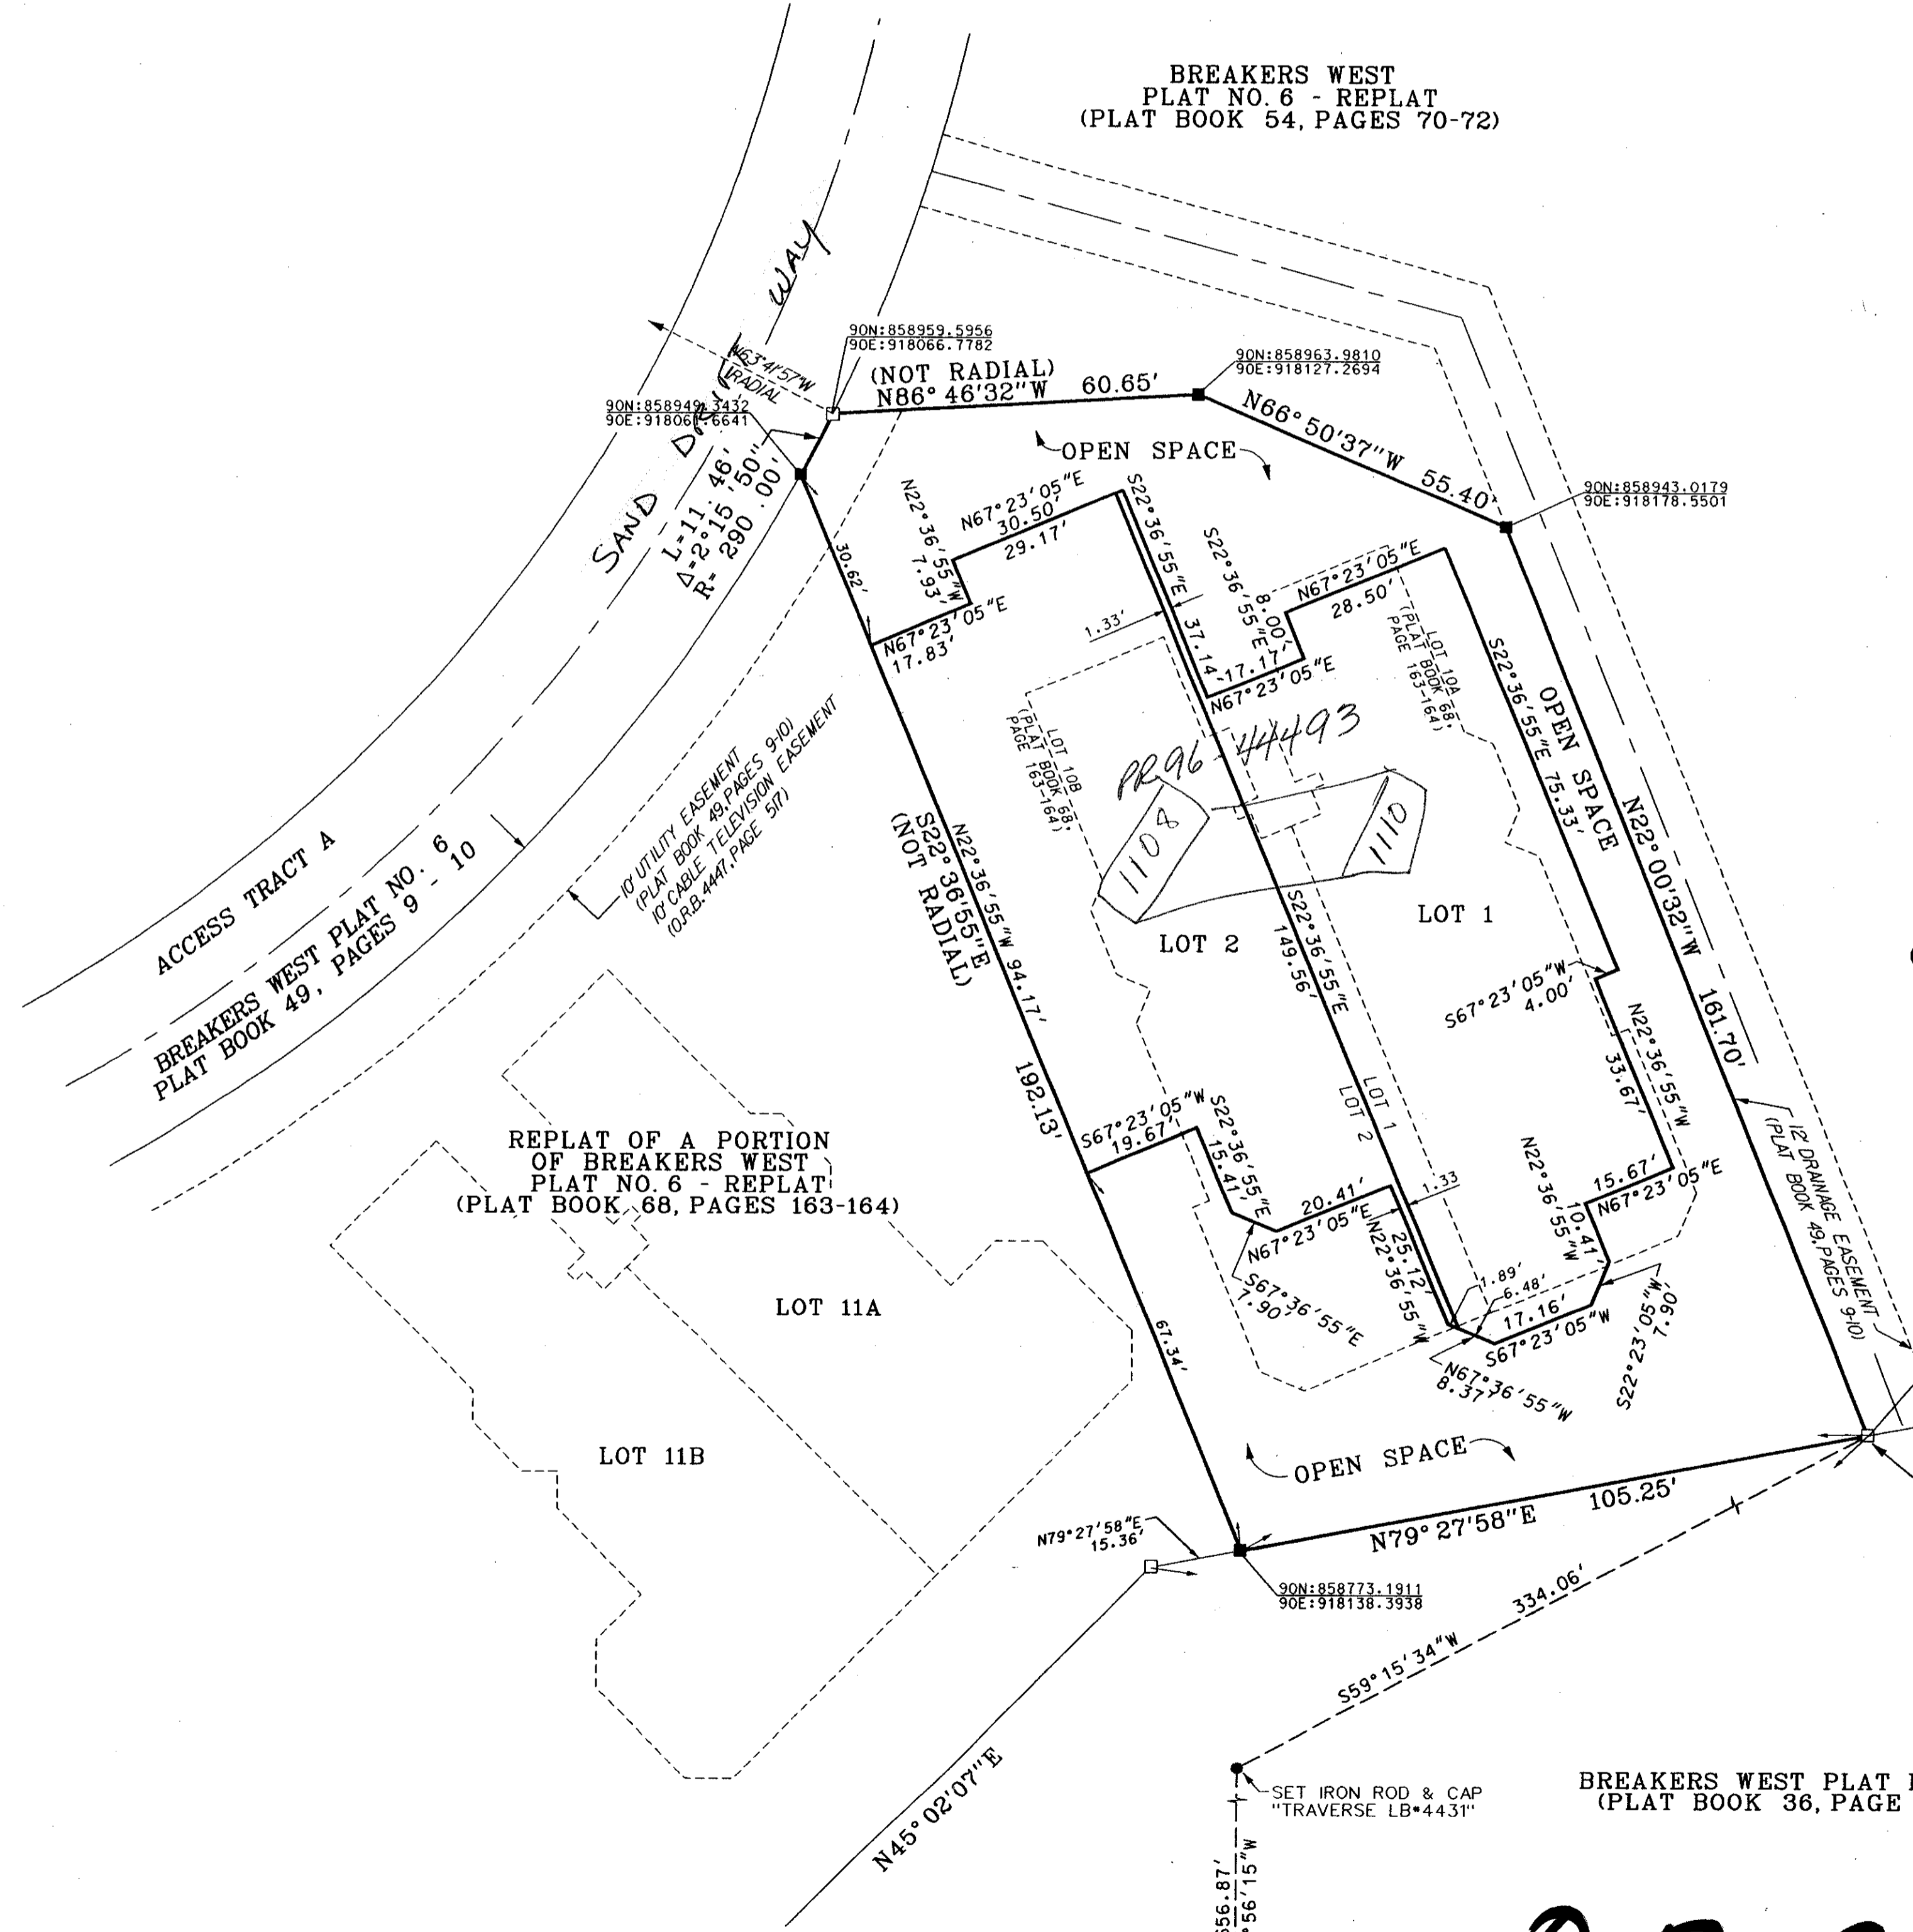 BREAKERS WEST
PLAT NO. 6 - REPLAT
(PLAT BOOK 54, PAGES 70-72)
WAY
SAND
N63°41'57"W
RADIAL
90N:858959.5956
90E:918066.7782
90N:858949.3432
90E:918061.6641
(NOT RADIAL)
N86°46'32"W 60.65'
90N:858963.9810
90E:918127.2694
N66°50'37"W 55.40'
90N:858943.0179
90E:918178.5501
OPEN SPACE
L=11.46'
Δ=2°15'50"
R= 290.00'
30.62'
N22°36'55"W
7.93'
N67°23'05"E
30.50'
29.17'
N67°23'05"E
17.83'
S22°36'55"E 37.14'
1.33'
S22°36'55"E
8.00'
17.17'
N67°23'05"E
N67°23'05"E
28.50'
LOT 10A
(PLAT BOOK 68,
PAGE 163-164)
LOT 10B
(PLAT BOOK 68,
PAGE 163-164)
S22°36'55"E 75.33'
OPEN SPACE
N22°00'32"W 161.70'
PR96-44493
1108
1110
10' UTILITY EASEMENT
(PLAT BOOK 49, PAGES 9-10)
10' CABLE TELEVISION EASEMENT
(O.R.B. 4447, PAGE 517)
ACCESS TRACT A
BREAKERS WEST PLAT NO. 6
PLAT BOOK 49, PAGES 9 - 10
N22°36'55"W 94.17'
S22°36'55"E
(NOT RADIAL)
192.13'
LOT 1
LOT 2
S22°36'55"E
149.56'
S67°23'05"W
4.00'
N22°36'55"W
33.67'
LOT 1
LOT 2
S67°23'05"W
19.67'
S22°36'55"E
15.41'
20.41'
N67°23'05"E
S67°36'55"E
7.90'
1.33
25.12'
N22°36'55"W
N22°36'55"W
10.41'
15.67'
N67°23'05"E
1.89'
6.48'
17.16'
S67°23'05"W
N67°36'55"W
8.37'
S22°23'05"W
7.90'
12' DRAINAGE EASEMENT
(PLAT BOOK 49, PAGES 9-10)
REPLAT OF A PORTION
OF BREAKERS WEST
PLAT NO. 6 - REPLAT
(PLAT BOOK 68, PAGES 163-164)
LOT 11A
LOT 11B
67.34'
OPEN SPACE
N79°27'58"E 105.25'
N79°27'58"E
15.36'
90N:858773.1911
90E:918138.3938
334.06'
S59°15'34"W
N45°02'07"E
SET IRON ROD & CAP
"TRAVERSE LB#4431"
BREAKERS WEST PLAT
(PLAT BOOK 36, PAGE
656.87'
°56'15"W